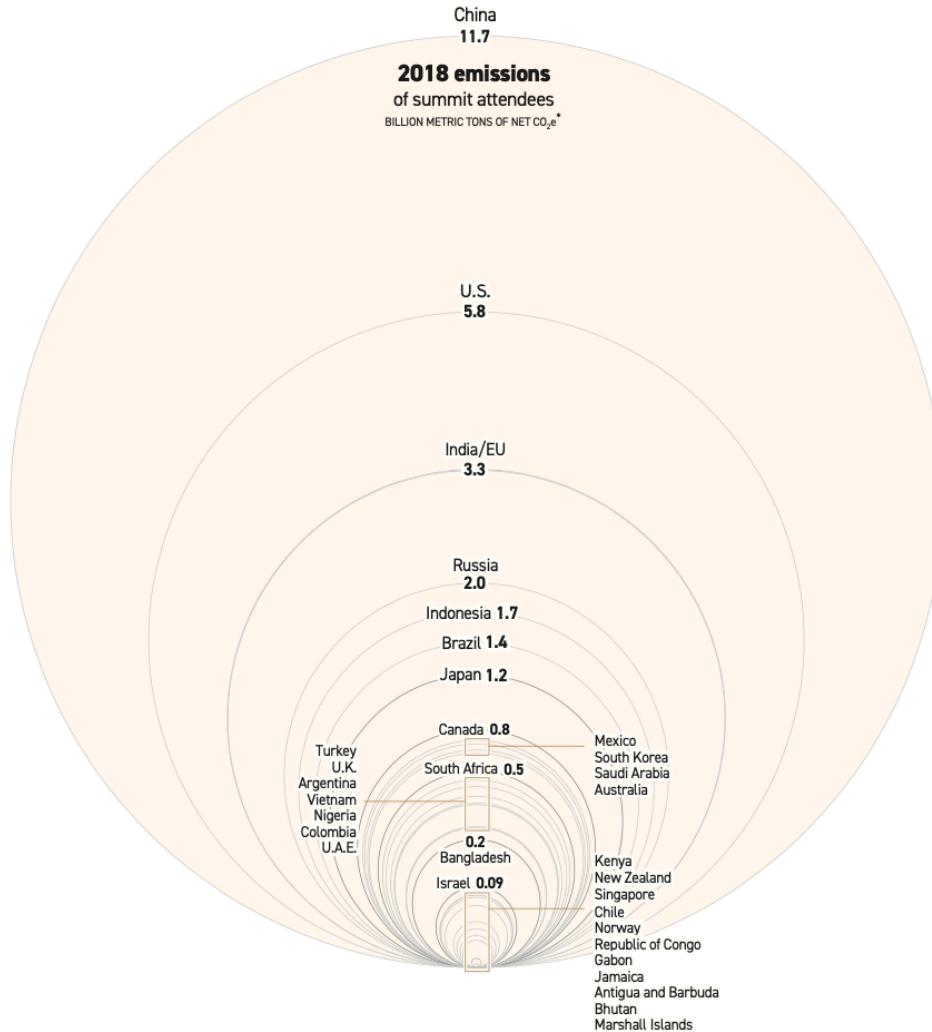 China
11.7
2018 emissions
of summit attendees
BILLION METRIC TONS OF NET CO₂e*
U.S.
5.8
India/EU
3.3
Russia
2.0
Indonesia 1.7
Brazil 1.4
Japan 1.2
Canada 0.8
Mexico
South Korea
Saudi Arabia
Australia
South Africa 0.5
Turkey
U.K.
Argentina
Vietnam
Nigeria
Colombia
U.A.E.
0.2
Bangladesh
Israel 0.09
Kenya
New Zealand
Singapore
Chile
Norway
Republic of Congo
Gabon
Jamaica
Antigua and Barbuda
Bhutan
Marshall Islands